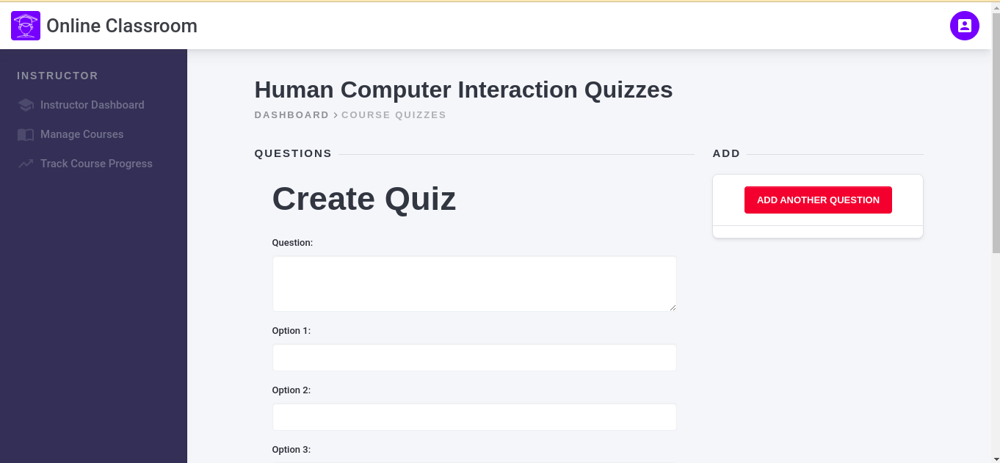 Online Classroom
INSTRUCTOR
Instructor Dashboard
Manage Courses
Track Course Progress
Human Computer Interaction Quizzes
DASHBOARD > COURSE QUIZZES
QUESTIONS
Create Quiz
Question:
Option 1:
Option 2:
Option 3:
ADD
ADD ANOTHER QUESTION